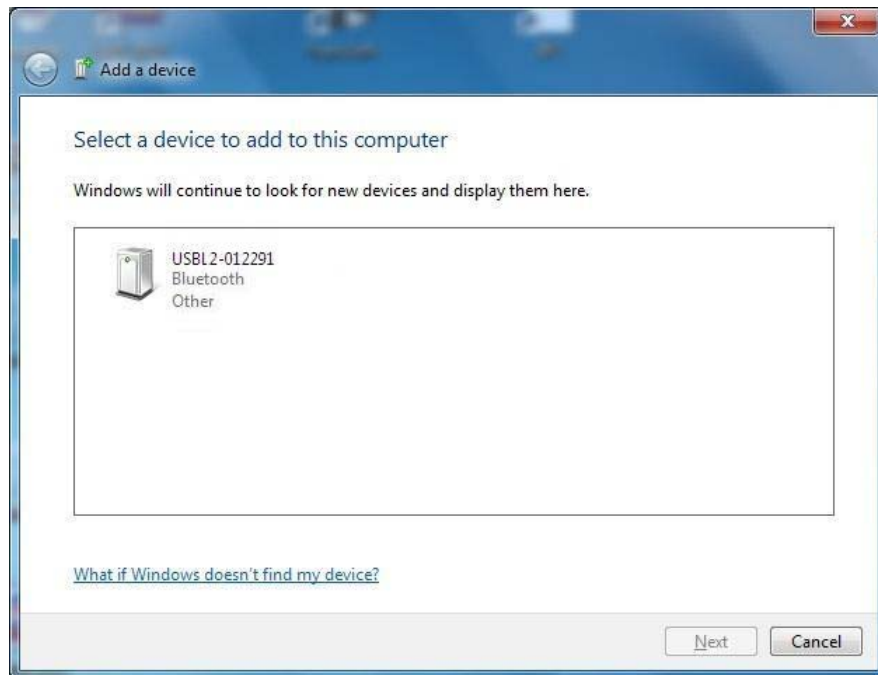 Add a device
Select a device to add to this computer
Windows will continue to look for new devices and display them here.
USBL2-012291
Bluetooth
Other
What if Windows doesn't find my device?
Next
Cancel